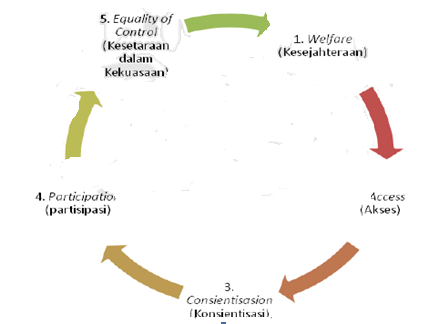 5. Equality of
Control
(Kesetaraan
dalam
Kekuasaan)
1. Welfare
(Kesejahteraan)
Access
(Akses)
3.
Consientisasion
(Konsientisasi).
4. Participation
(partisipasi)